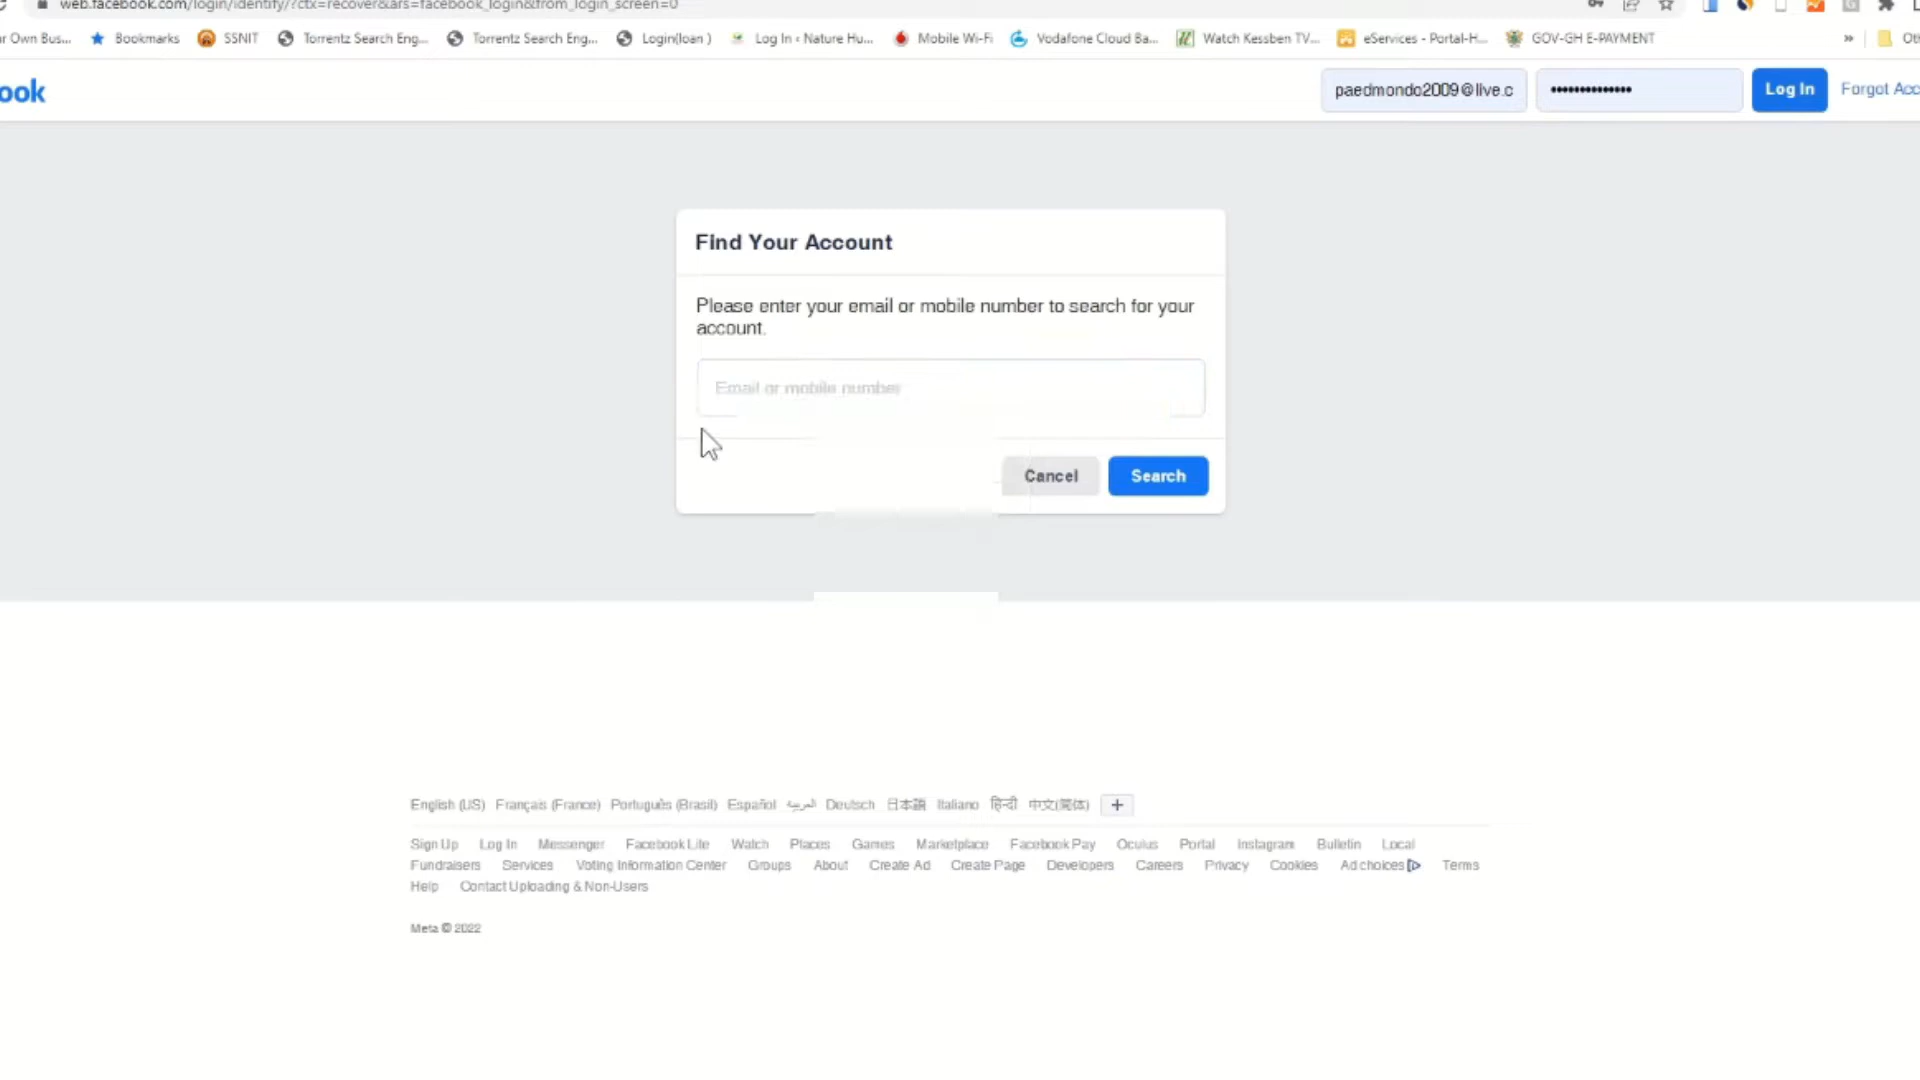 web.facebook.com/login/identify/?ctx=recover&ars=facebook_login&from_login_screen=0
r Own Bus... Bookmarks SSNIT Torrentz Search Eng... Torrentz Search Eng... Login(loan ) Log In ‹ Nature Hu... Mobile Wi-Fi Vodafone Cloud Ba... Watch Kessben TV... eServices - Portal-H... GOV-GH E-PAYMENT » Oth
ook paedmondo2009@live.c •••••••••••••• Log In Forgot Acc
Find Your Account
Please enter your email or mobile number to search for your
account.
Email or mobile number
Cancel Search
English (US) Français (France) Português (Brasil) Español العربية Deutsch 日本語 Italiano हिन्दी 中文(简体) +
Sign Up Log In Messenger Facebook Lite Watch Places Games Marketplace Facebook Pay Oculus Portal Instagram Bulletin Local
Fundraisers Services Voting Information Center Groups About Create Ad Create Page Developers Careers Privacy Cookies Ad choices Terms
Help Contact Uploading & Non-Users
Meta © 2022